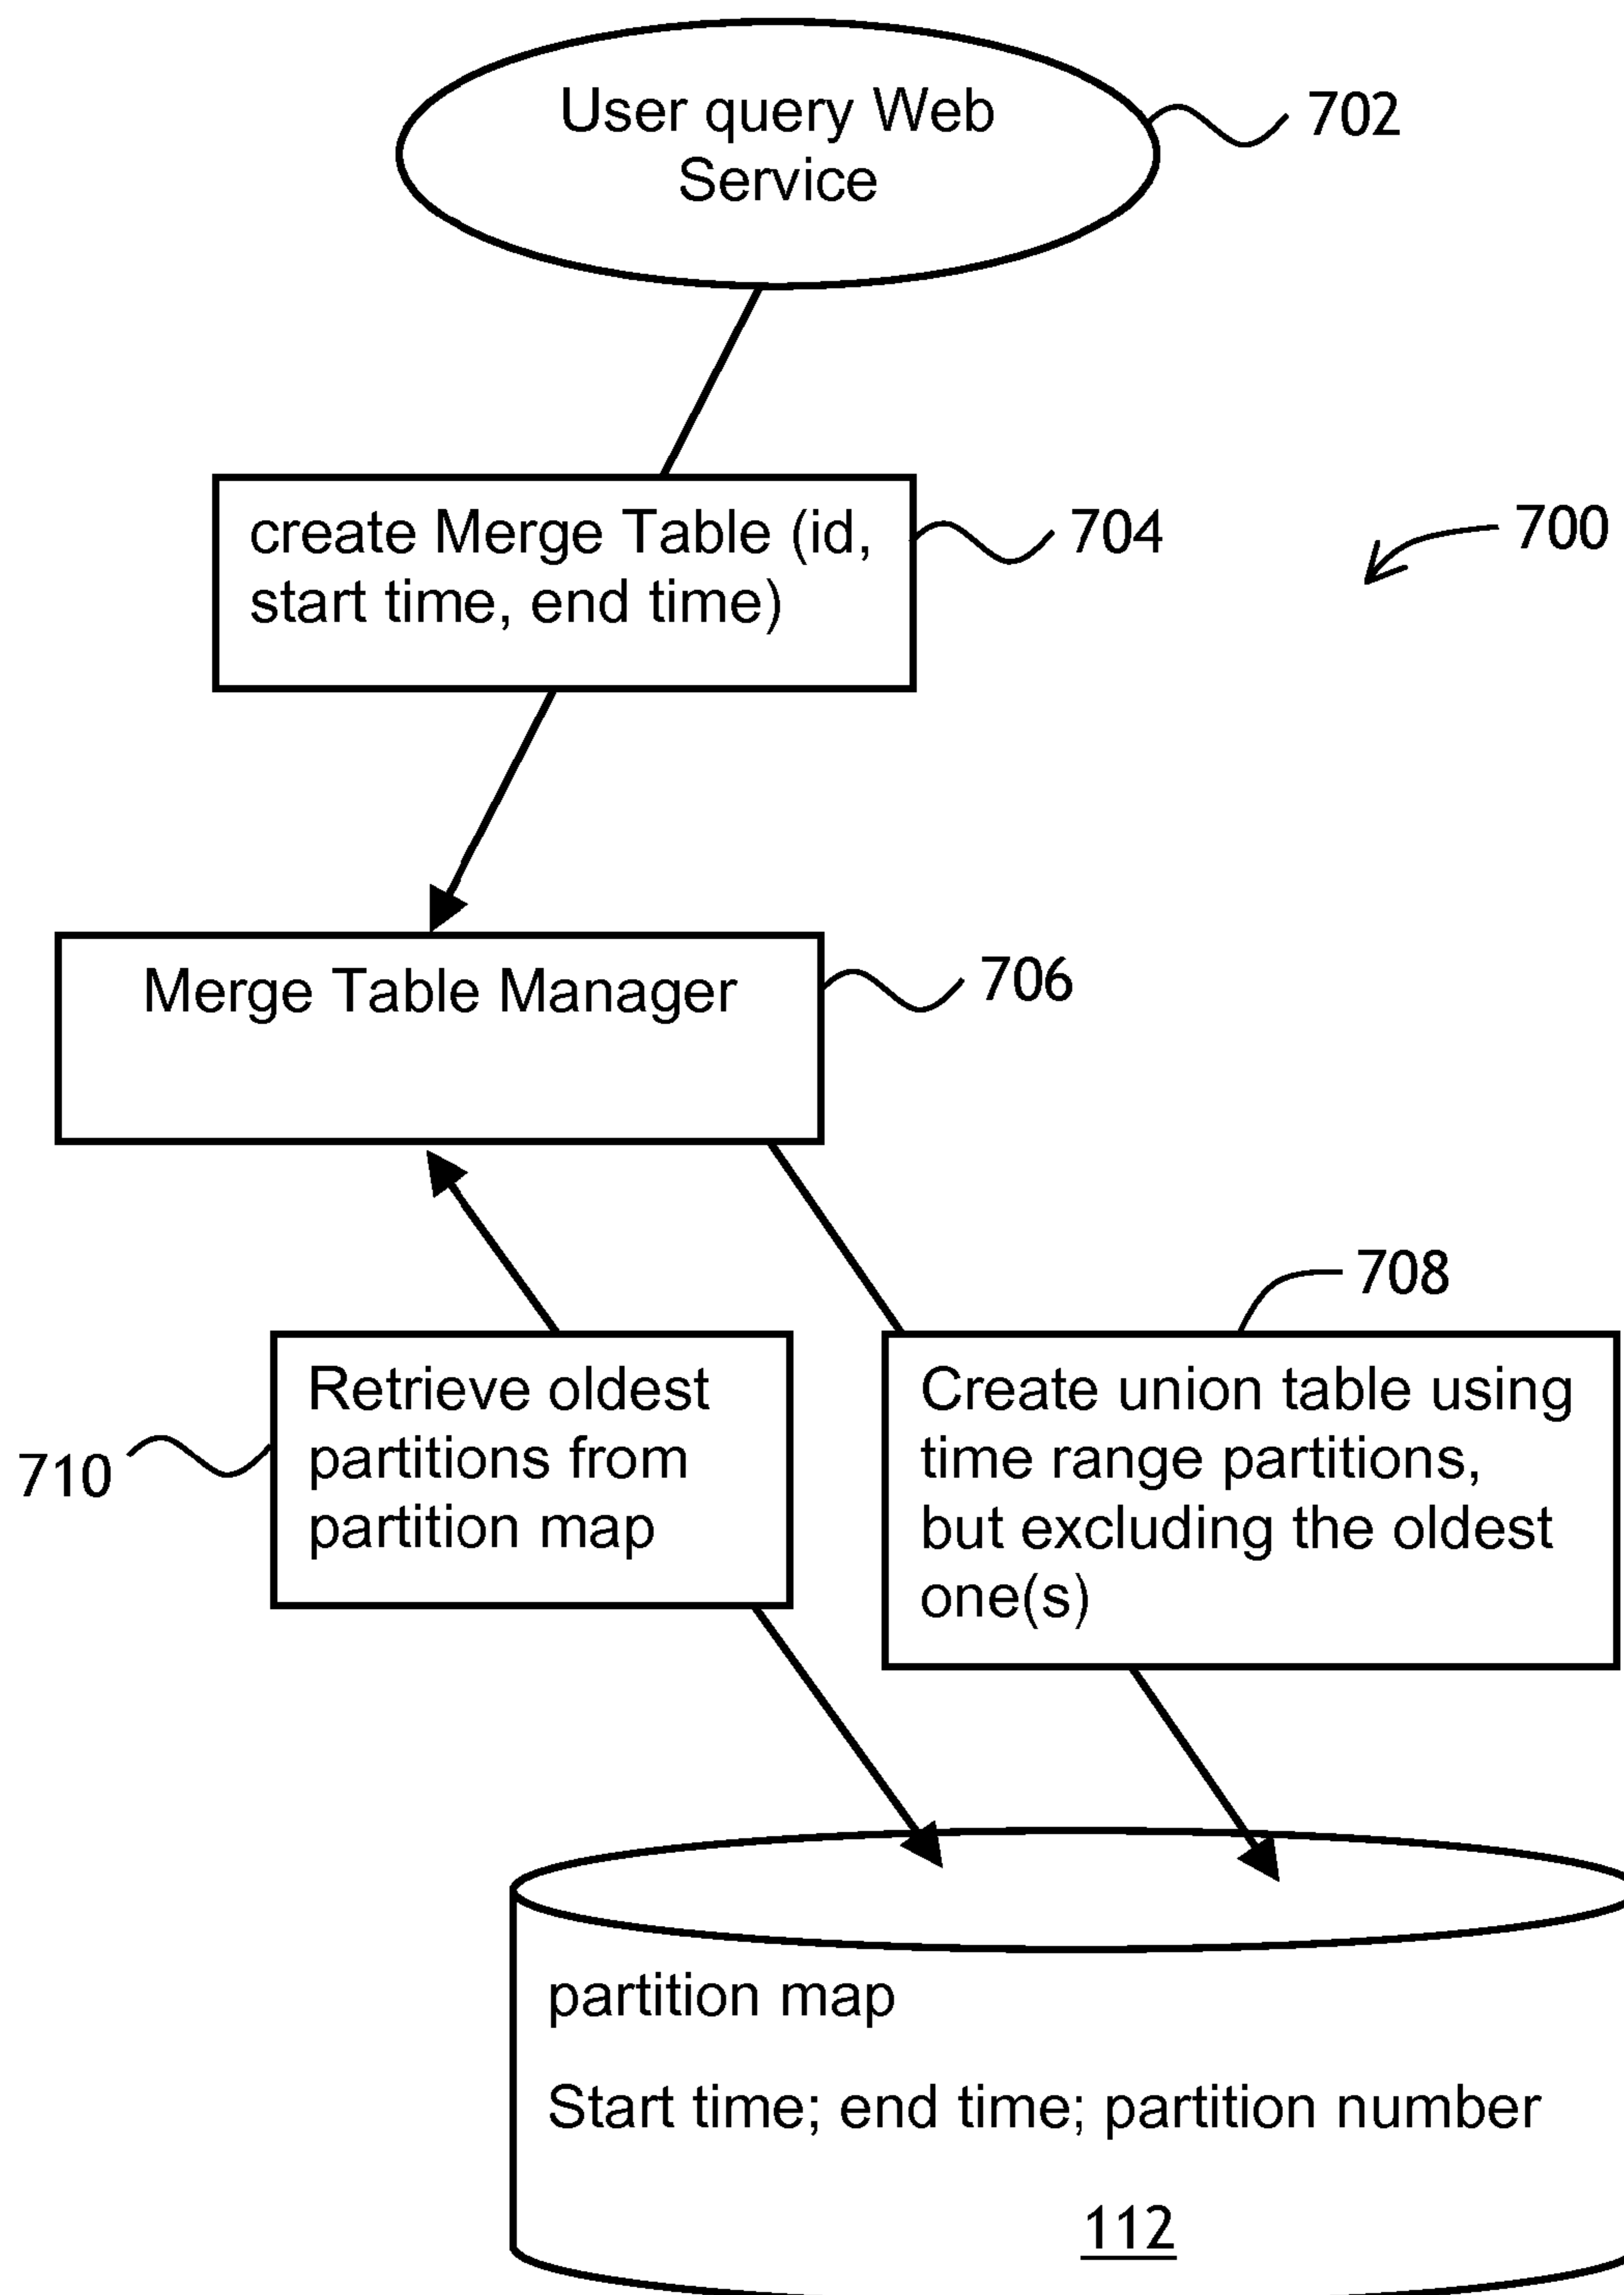 User query Web
Service
702
create Merge Table (id,
start time, end time)
704
700
Merge Table Manager
706
708
Retrieve oldest
partitions from
partition map
710
Create union table using
time range partitions,
but excluding the oldest
one(s)
partition map
Start time; end time; partition number
112